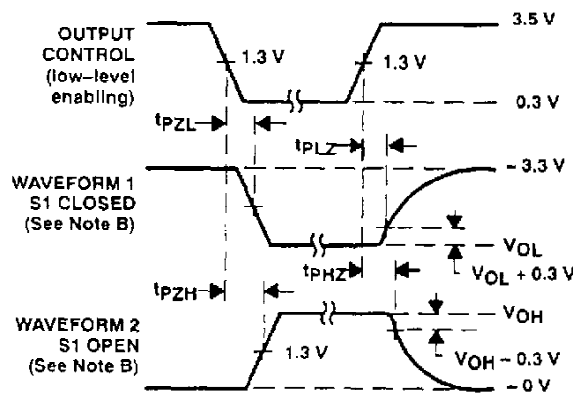 OUTPUT
CONTROL
(low–level
enabling)
3.5 V
1.3 V
1.3 V
0.3 V
tPZL
tPLZ
WAVEFORM 1
S1 CLOSED
(See Note B)
~ 3.3 V
VOL
VOL + 0.3 V
tPHZ
tPZH
WAVEFORM 2
S1 OPEN
(See Note B)
VOH
1.3 V
VOH – 0.3 V
~ 0 V